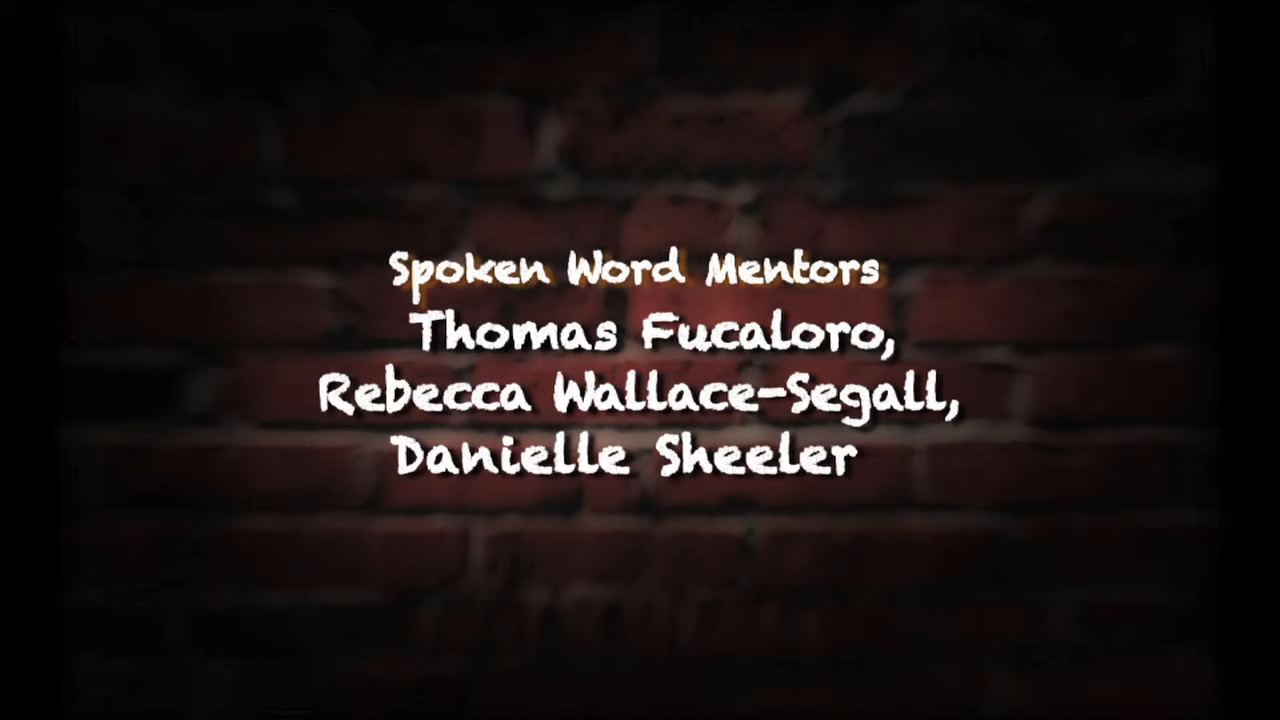 Spoken Word Mentors
Thomas Fucaloro,
Rebecca Wallace-Segall,
Danielle Sheeler